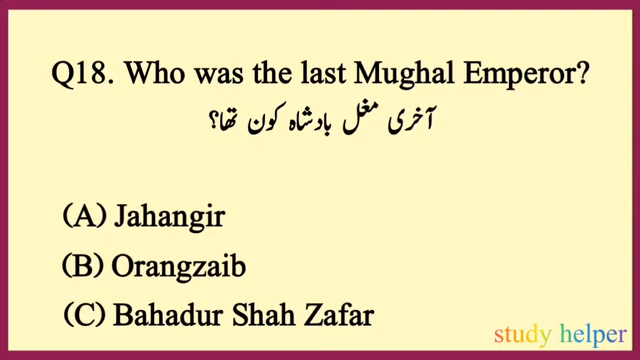 Q18. Who was the last Mughal Emperor?
آخری مغل بادشاہ کون تھا؟
(A) Jahangir
(B) Orangzaib
(C) Bahadur Shah Zafar
study helper